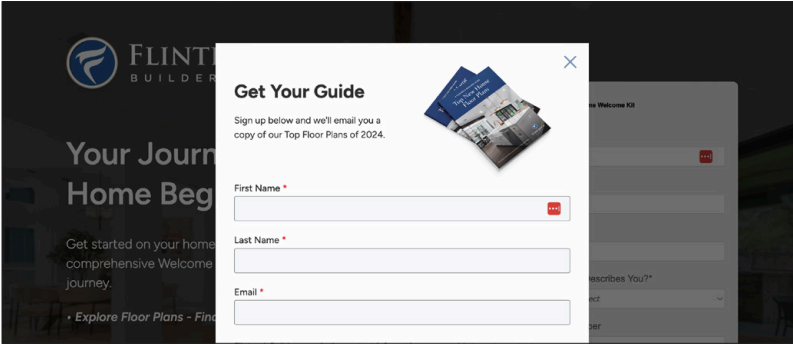 FLINT
BUILDER
Your Journ
Home Beg
Get started on your home
comprehensive Welcome
journey.
• Explore Floor Plans - Find
Get Your Guide
Sign up below and we'll email you a
copy of our Top Floor Plans of 2024.
Top New Home
Floor Plans
First Name *
Last Name *
Email *
me Welcome Kit
escribes You?*
ect
ber